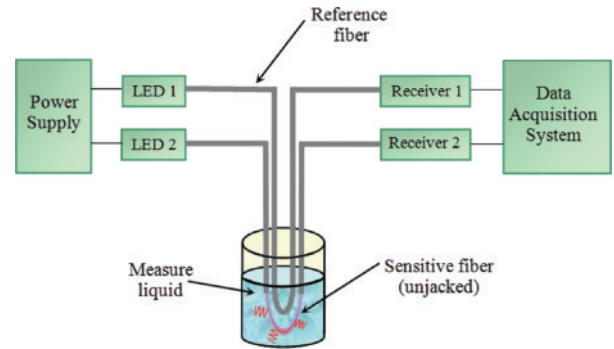 Reference
fiber
Power
Supply
LED 1
LED 2
Receiver 1
Receiver 2
Data
Acquisition
System
Measure
liquid
Sensitive fiber
(unjacked)